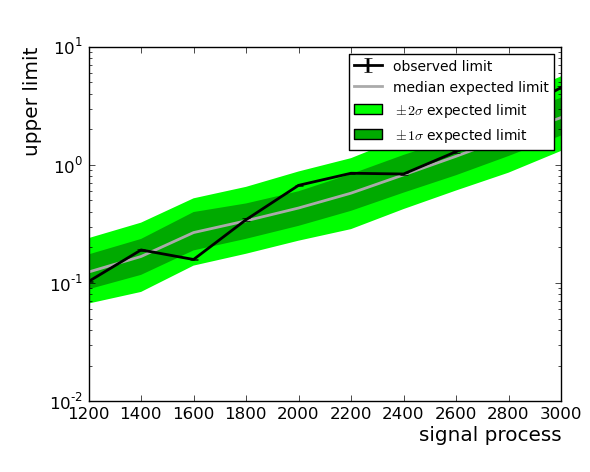 10^1
10^0
10^-1
10^-2
upper limit
observed limit
median expected limit
±2σ expected limit
±1σ expected limit
1200 1400 1600 1800 2000 2200 2400 2600 2800 3000
signal process